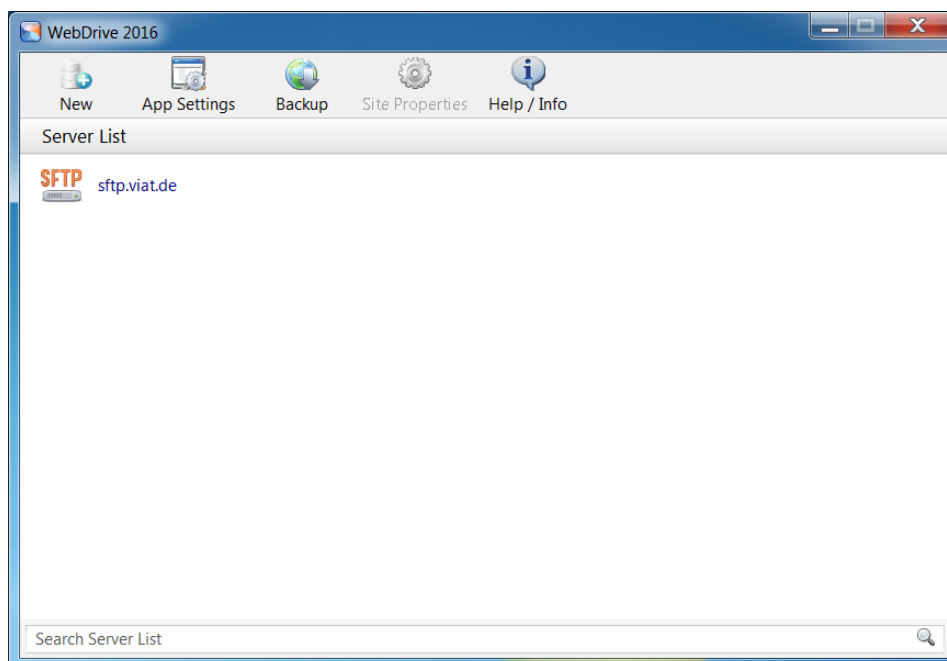 WebDrive 2016
New App Settings Backup Site Properties Help / Info
Server List
SFTP sftp.viat.de
Search Server List